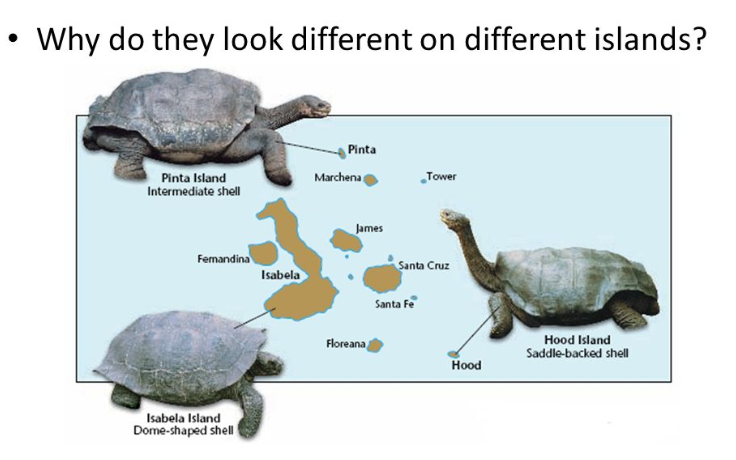 • Why do they look different on different islands?
Pinta Island
Intermediate shell
Pinta
Marchena
Tower
James
Fernandina
Isabela
Santa Cruz
Santa Fe
Floreana
Hood
Hood Island
Saddle-backed shell
Isabela Island
Dome-shaped shell